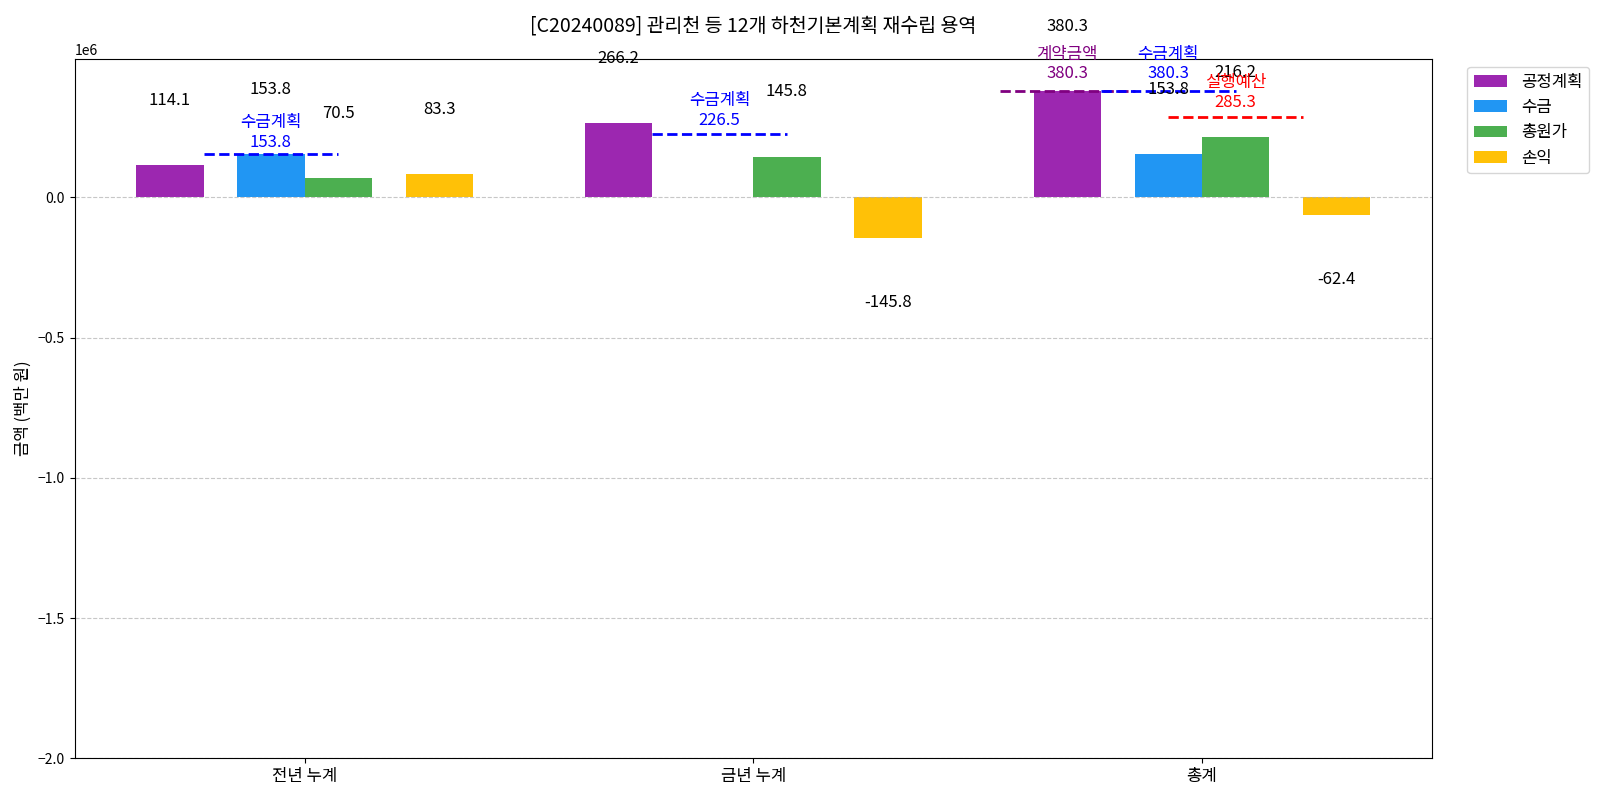 [C20240089] 관리천 등 12개 하천기본계획 재수립 용역
1e6
금액 (백만 원)
0.0
−0.5
−1.0
−1.5
−2.0
114.1
153.8
수금계획
153.8
70.5
83.3
266.2
수금계획
226.5
145.8
-145.8
380.3
계약금액
380.3
수금계획
380.3
153.8
216.2
실행예산
285.3
-62.4
전년 누계
금년 누계
총계
공정계획
수금
총원가
손익